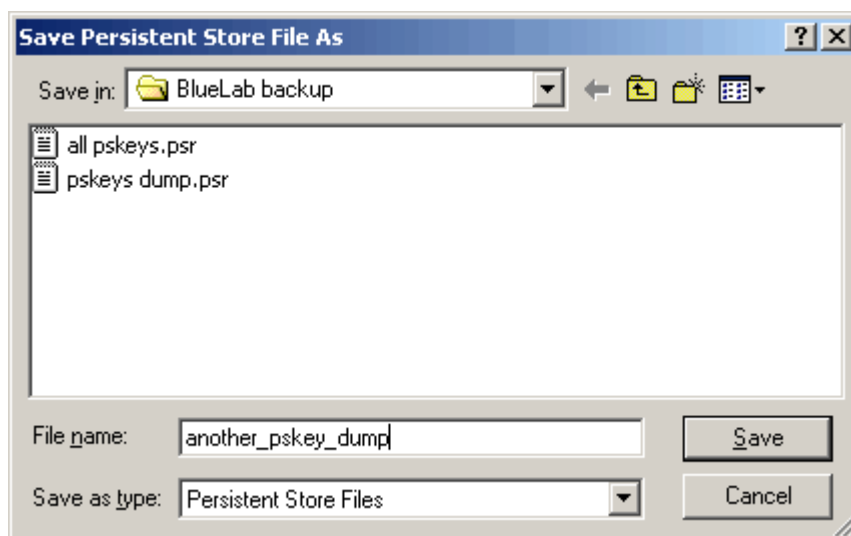 Save Persistent Store File As
Save in: BlueLab backup
all pskeys.psr
pskeys dump.psr
File name: another_pskey_dump Save
Save as type: Persistent Store Files Cancel